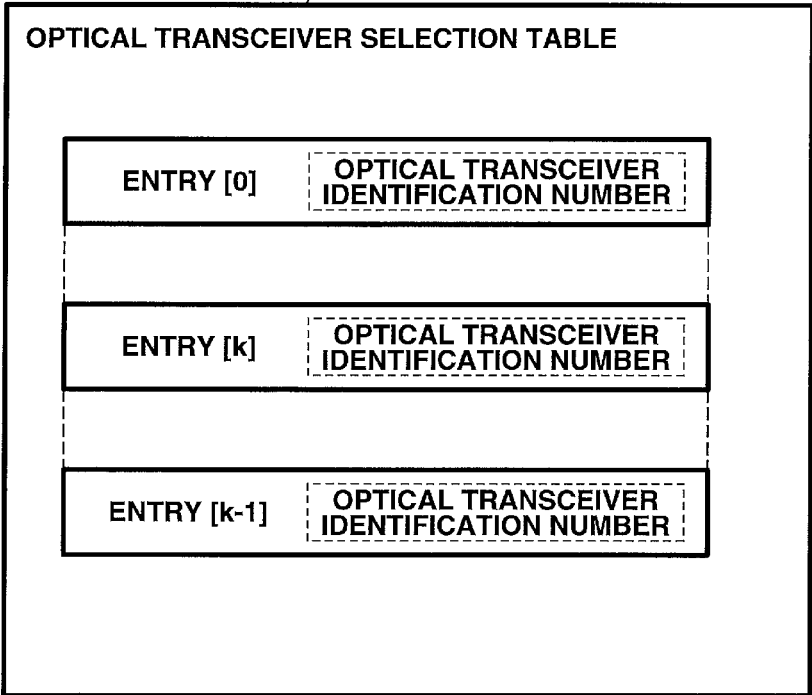 OPTICAL TRANSCEIVER SELECTION TABLE
ENTRY [0]
OPTICAL TRANSCEIVER
IDENTIFICATION NUMBER
ENTRY [k]
OPTICAL TRANSCEIVER
IDENTIFICATION NUMBER
ENTRY [k-1]
OPTICAL TRANSCEIVER
IDENTIFICATION NUMBER